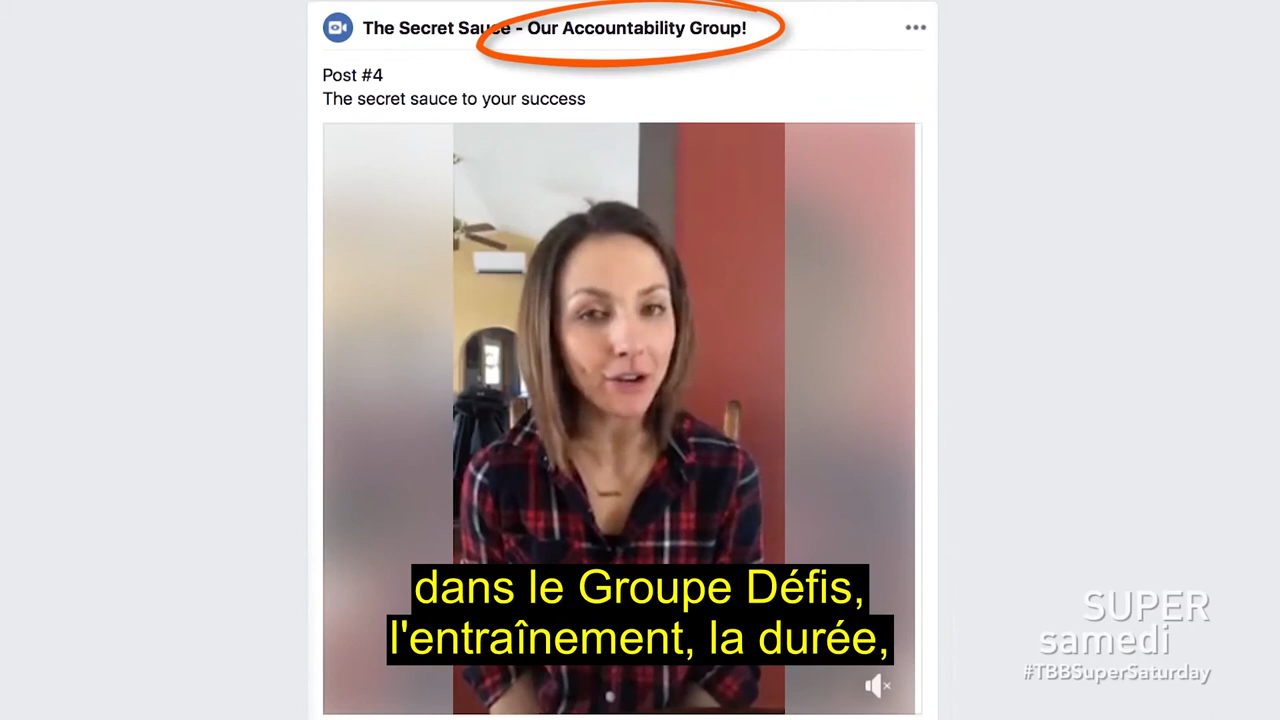 The Secret Sauce - Our Accountability Group!
Post #4
The secret sauce to your success
dans le Groupe Défis,
l'entraînement, la durée,
SUPER
samedi
#TBBSuperSaturday